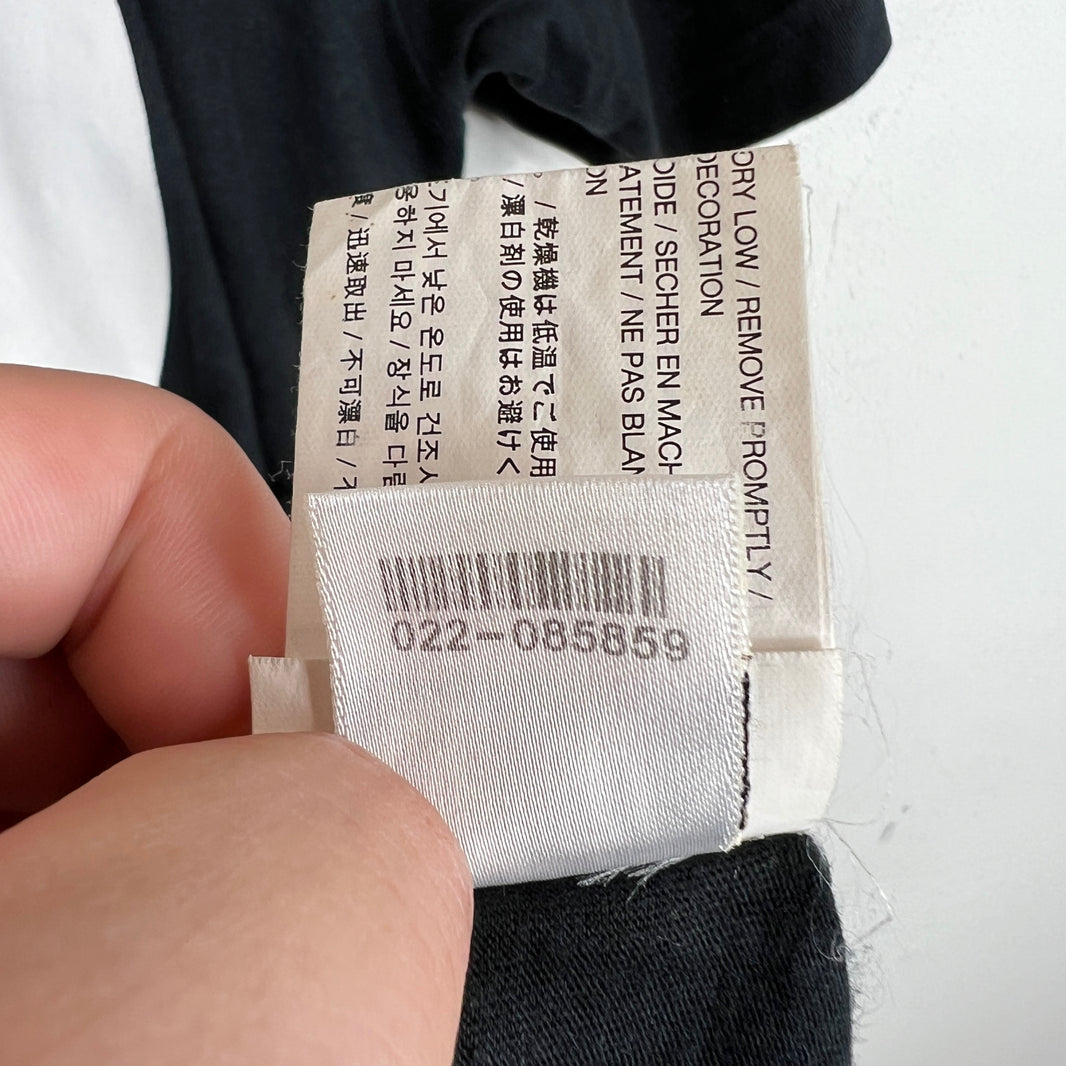 ORY LOW / REMOVE PROMPTLY /
DECORATION
OIDE / SECHER EN MACH
ATEMENT / NE PAS BLAN
ON
/ 乾燥機は低温でご使用
/ 漂白剤の使用はお避けく
기에서 낮은 온도로 건조
용하지 마세요 / 장식을 다림
/ 迅速取出 / 不可漂白 /
022-085859